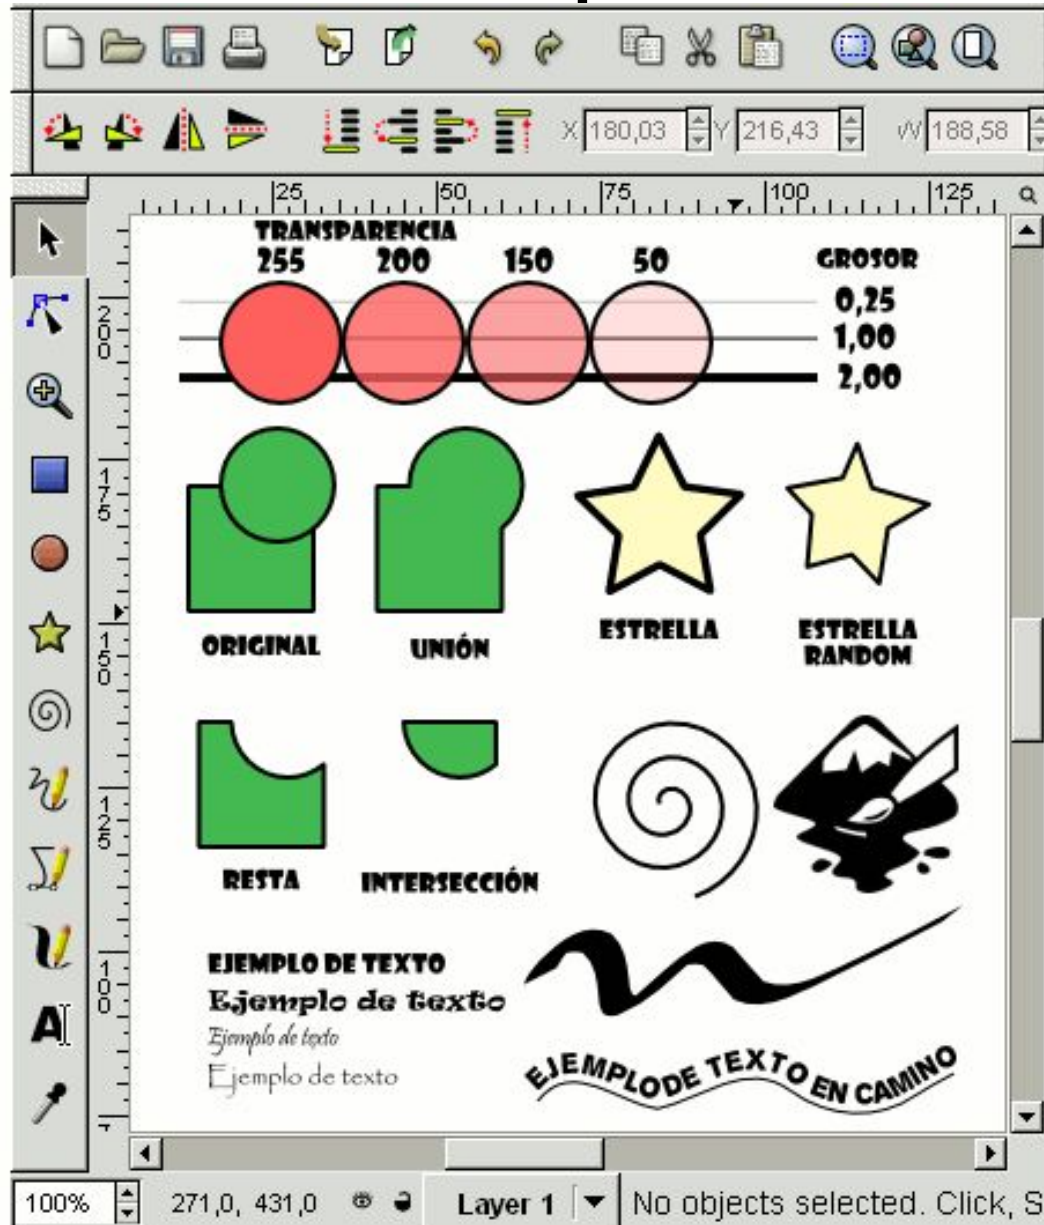 X 180,03 Y 216,43 W 188,58
25 50 75 100 125
TRANSPARENCIA
255 200 150 50 GROSOR
0,25
1,00
2,00
200
175
150
125
100
ORIGINAL UNIÓN ESTRELLA ESTRELLA
RANDOM
RESTA INTERSECCIÓN
EJEMPLO DE TEXTO
Ejemplo de texto
Ejemplo de texto
Ejemplo de texto
EJEMPLODE TEXTO EN CAMINO
A
100% 271,0, 431,0 Layer 1 No objects selected. Click, S